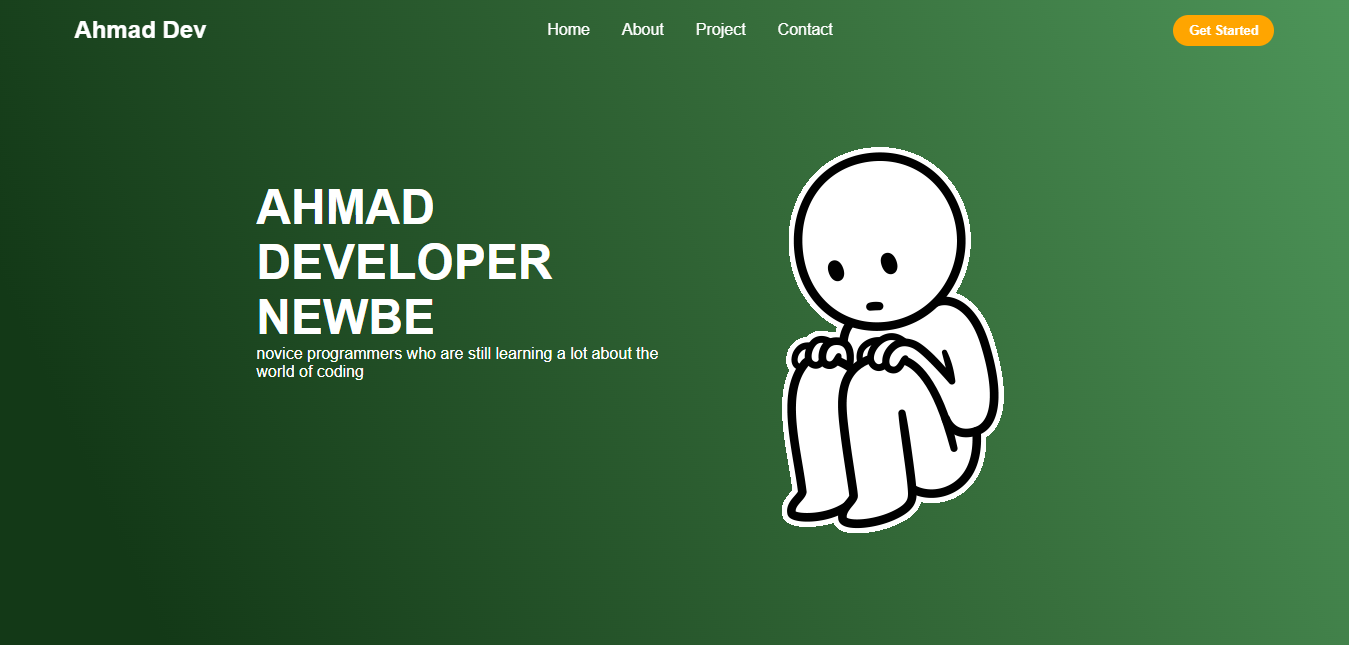 Ahmad Dev
Home About Project Contact
Get Started
AHMAD
DEVELOPER
NEWBE
novice programmers who are still learning a lot about the
world of coding